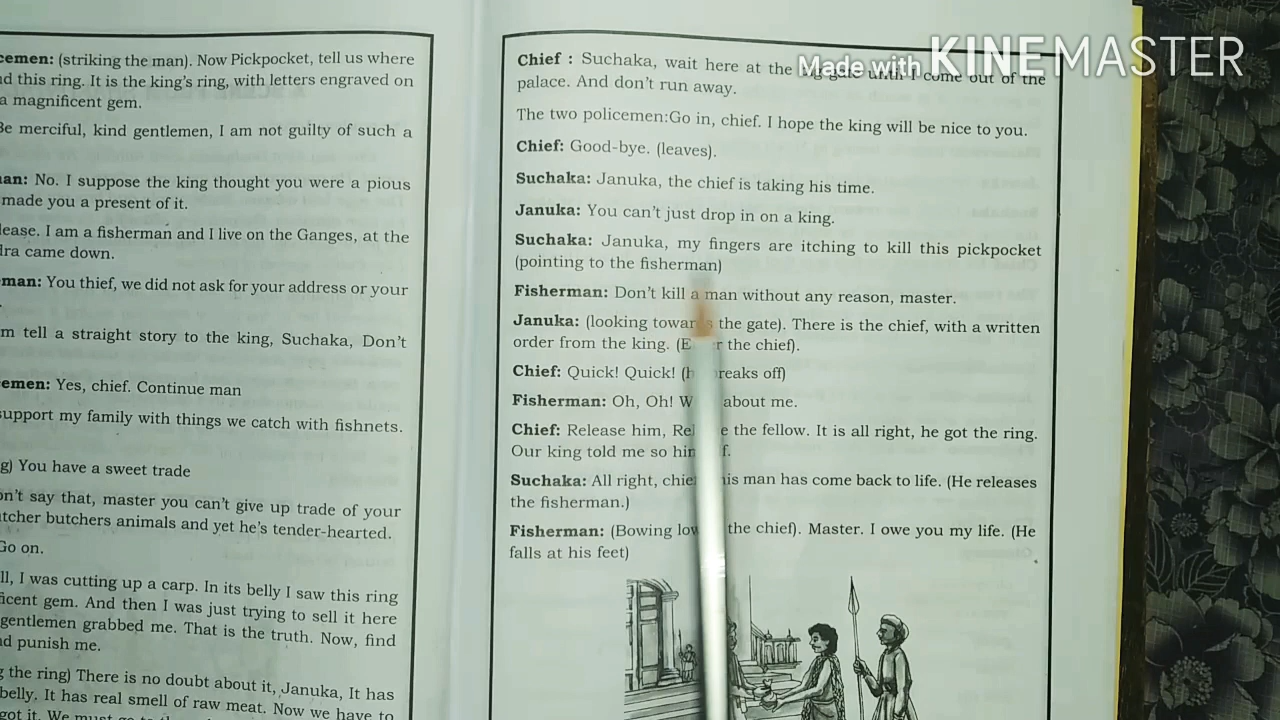 cemen: (striking the man). Now Pickpocket, tell us where
d this ring. It is the king's ring, with letters engraved on
a magnificent gem.
Be merciful, kind gentlemen, I am not guilty of such a
an: No. I suppose the king thought you were a pious
made you a present of it.
lease. I am a fisherman and I live on the Ganges, at the
dra came down.
man: You thief, we did not ask for your address or your
m tell a straight story to the king, Suchaka, Don't
emen: Yes, chief. Continue man
support my family with things we catch with fishnets.
g) You have a sweet trade
on't say that, master you can't give up trade of your
tcher butchers animals and yet he's tender-hearted.
Go on.
ll, I was cutting up a carp. In its belly I saw this ring
ficent gem. And then I was just trying to sell it here
gentlemen grabbed me. That is the truth. Now, find
d punish me.
g the ring) There is no doubt about it, Januka, It has
belly. It has real smell of raw meat. Now we have to
got it. We must go to
Made with KINEMASTER
Chief : Suchaka, wait here at the until I come out of the
palace. And don't run away.
The two policemen:Go in, chief. I hope the king will be nice to you.
Chief: Good-bye. (leaves).
Suchaka: Januka, the chief is taking his time.
Januka: You can't just drop in on a king.
Suchaka: Januka, my fingers are itching to kill this pickpocket
(pointing to the fisherman)
Fisherman: Don't kill a man without any reason, master.
Januka: (looking towards the gate). There is the chief, with a written
order from the king. (E r the chief).
Chief: Quick! Quick! (h reaks off)
Fisherman: Oh, Oh! W about me.
Chief: Release him, Rel e the fellow. It is all right, he got the ring.
Our king told me so him f.
Suchaka: All right, chie is man has come back to life. (He releases
the fisherman.)
Fisherman: (Bowing low the chief). Master. I owe you my life. (He
falls at his feet)